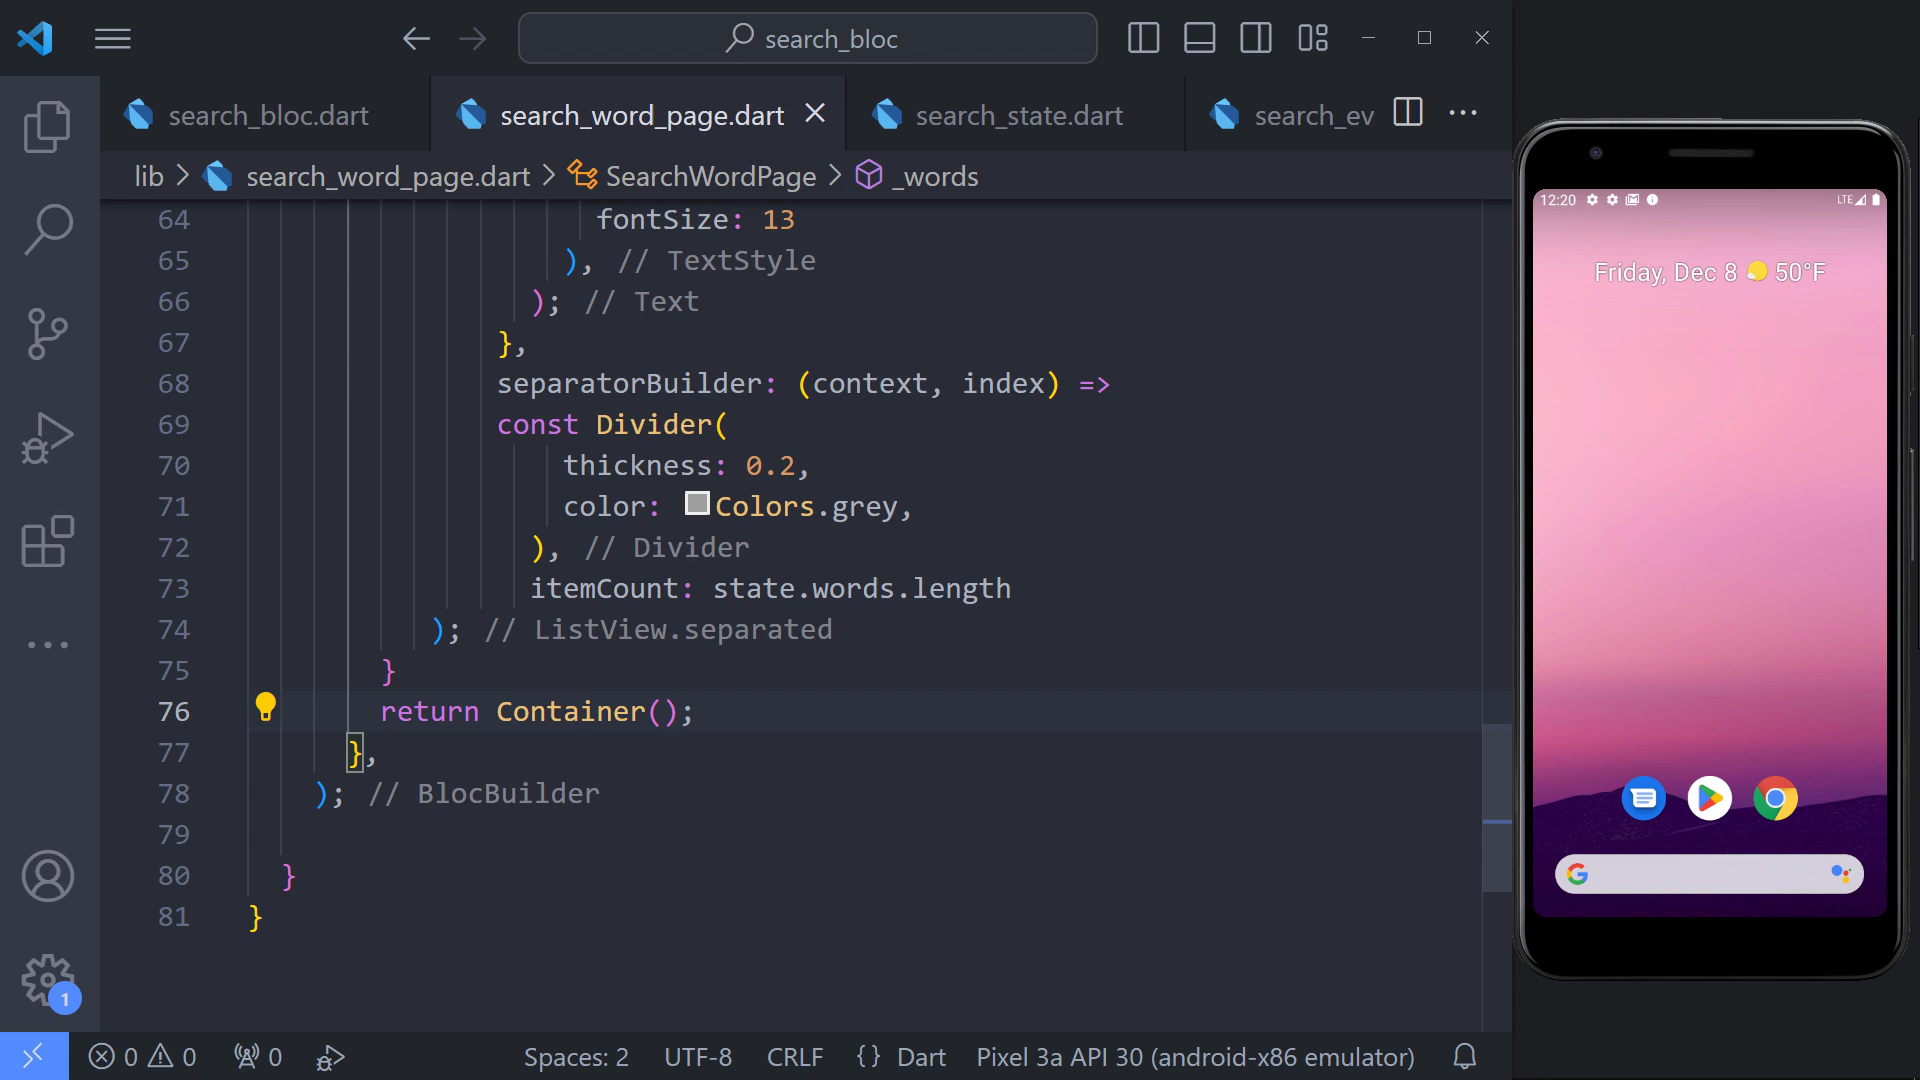 search_bloc
search_bloc.dart
search_word_page.dart
search_state.dart
search_ev
lib > search_word_page.dart > SearchWordPage > _words
64 fontSize: 13
65 ), // TextStyle
66 ); // Text
67 },
68 separatorBuilder: (context, index) =>
69 const Divider(
70 thickness: 0.2,
71 color: Colors.grey,
72 ), // Divider
73 itemCount: state.words.length
74 ); // ListView.separated
75 }
76 return Container();
77 },
78 ); // BlocBuilder
79
80 }
81 }
1
0 0 0 Spaces: 2 UTF-8 CRLF {} Dart Pixel 3a API 30 (android-x86 emulator)
12:20 LTE
Friday, Dec 8 50°F